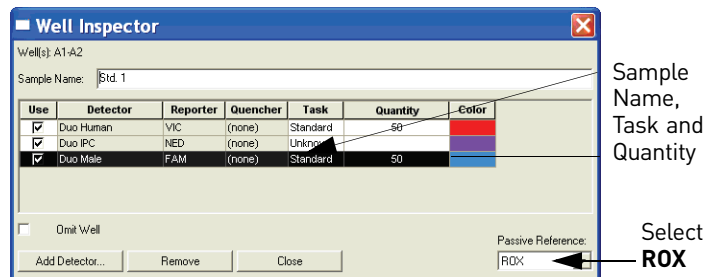 Well Inspector
Well(s): A1-A2
Sample Name: Std. 1
Use Detector Reporter Quencher Task Quantity Color
Duo Human VIC (none) Standard 50
Duo IPC NED (none) Unknown
Duo Male FAM (none) Standard 50
Omit Well
Passive Reference:
Add Detector... Remove Close ROX
Sample
Name,
Task and
Quantity
Select
ROX